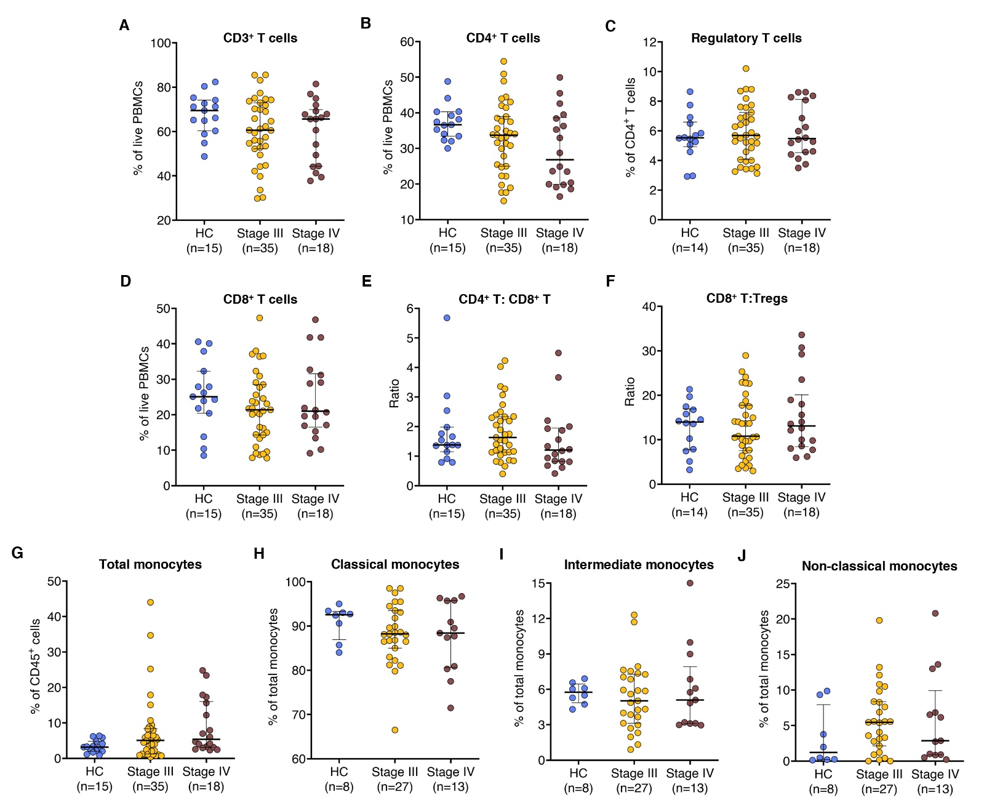 A
CD3+ T cells
% of live PBMCs
100
80
60
40
20
HC
Stage III
Stage IV
(n=15)
(n=35)
(n=18)
B
CD4+ T cells
% of live PBMCs
60
50
40
30
20
10
HC
Stage III
Stage IV
(n=15)
(n=35)
(n=18)
C
Regulatory T cells
% of CD4+ T cells
12
10
8
6
4
2
0
HC
Stage III
Stage IV
(n=14)
(n=35)
(n=18)
D
CD8+ T cells
% of live PBMCs
50
40
30
20
10
0
HC
Stage III
Stage IV
(n=15)
(n=35)
(n=18)
E
CD4+ T: CD8+ T
Ratio
6
5
4
3
2
1
0
HC
Stage III
Stage IV
(n=15)
(n=35)
(n=18)
F
CD8+ T:Tregs
Ratio
40
30
20
10
0
HC
Stage III
Stage IV
(n=14)
(n=35)
(n=18)
G
Total monocytes
% of CD45+ cells
50
40
30
20
10
0
HC
Stage III
Stage IV
(n=15)
(n=35)
(n=18)
H
Classical monocytes
% of total monocytes
100
90
80
70
60
HC
Stage III
Stage IV
(n=8)
(n=27)
(n=13)
I
Intermediate monocytes
% of total monocytes
15
12
9
6
3
0
HC
Stage III
Stage IV
(n=8)
(n=27)
(n=13)
J
Non-classical monocytes
% of total monocytes
25
20
15
10
5
0
HC
Stage III
Stage IV
(n=8)
(n=27)
(n=13)